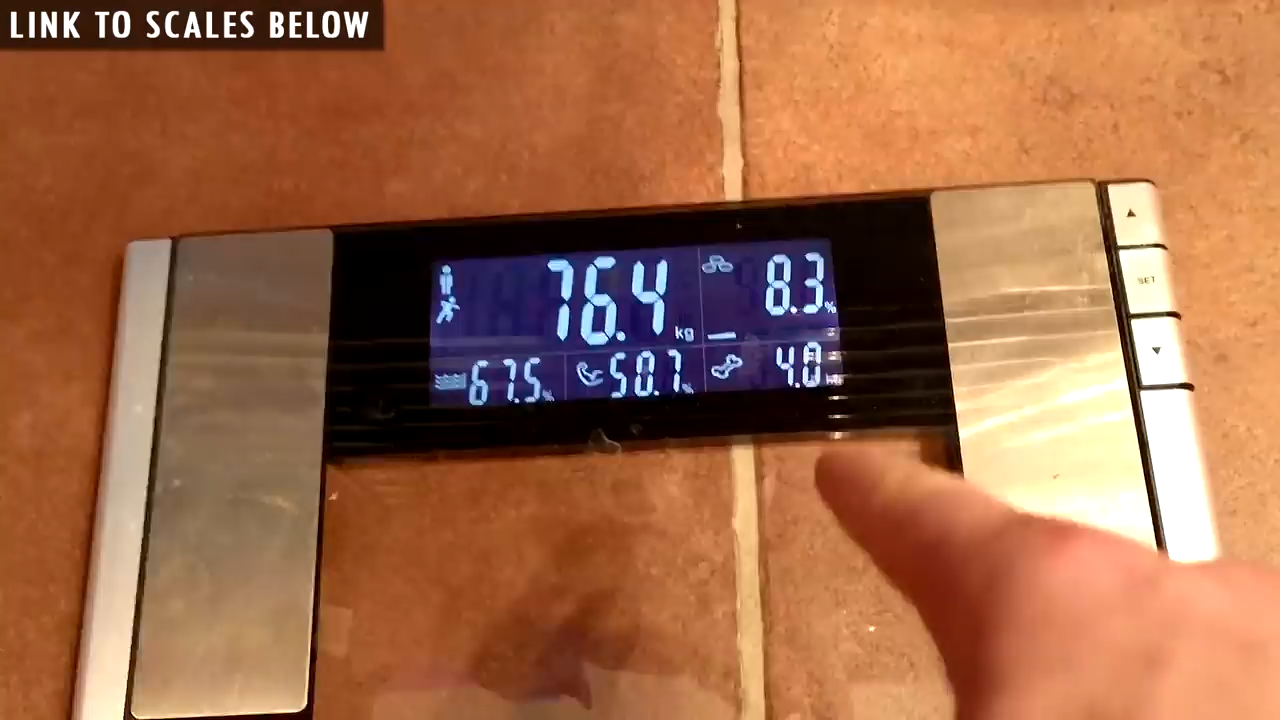 LINK TO SCALES BELOW
76.4 kg
8.3 %
67.5 %
50.7 %
4.0
SET